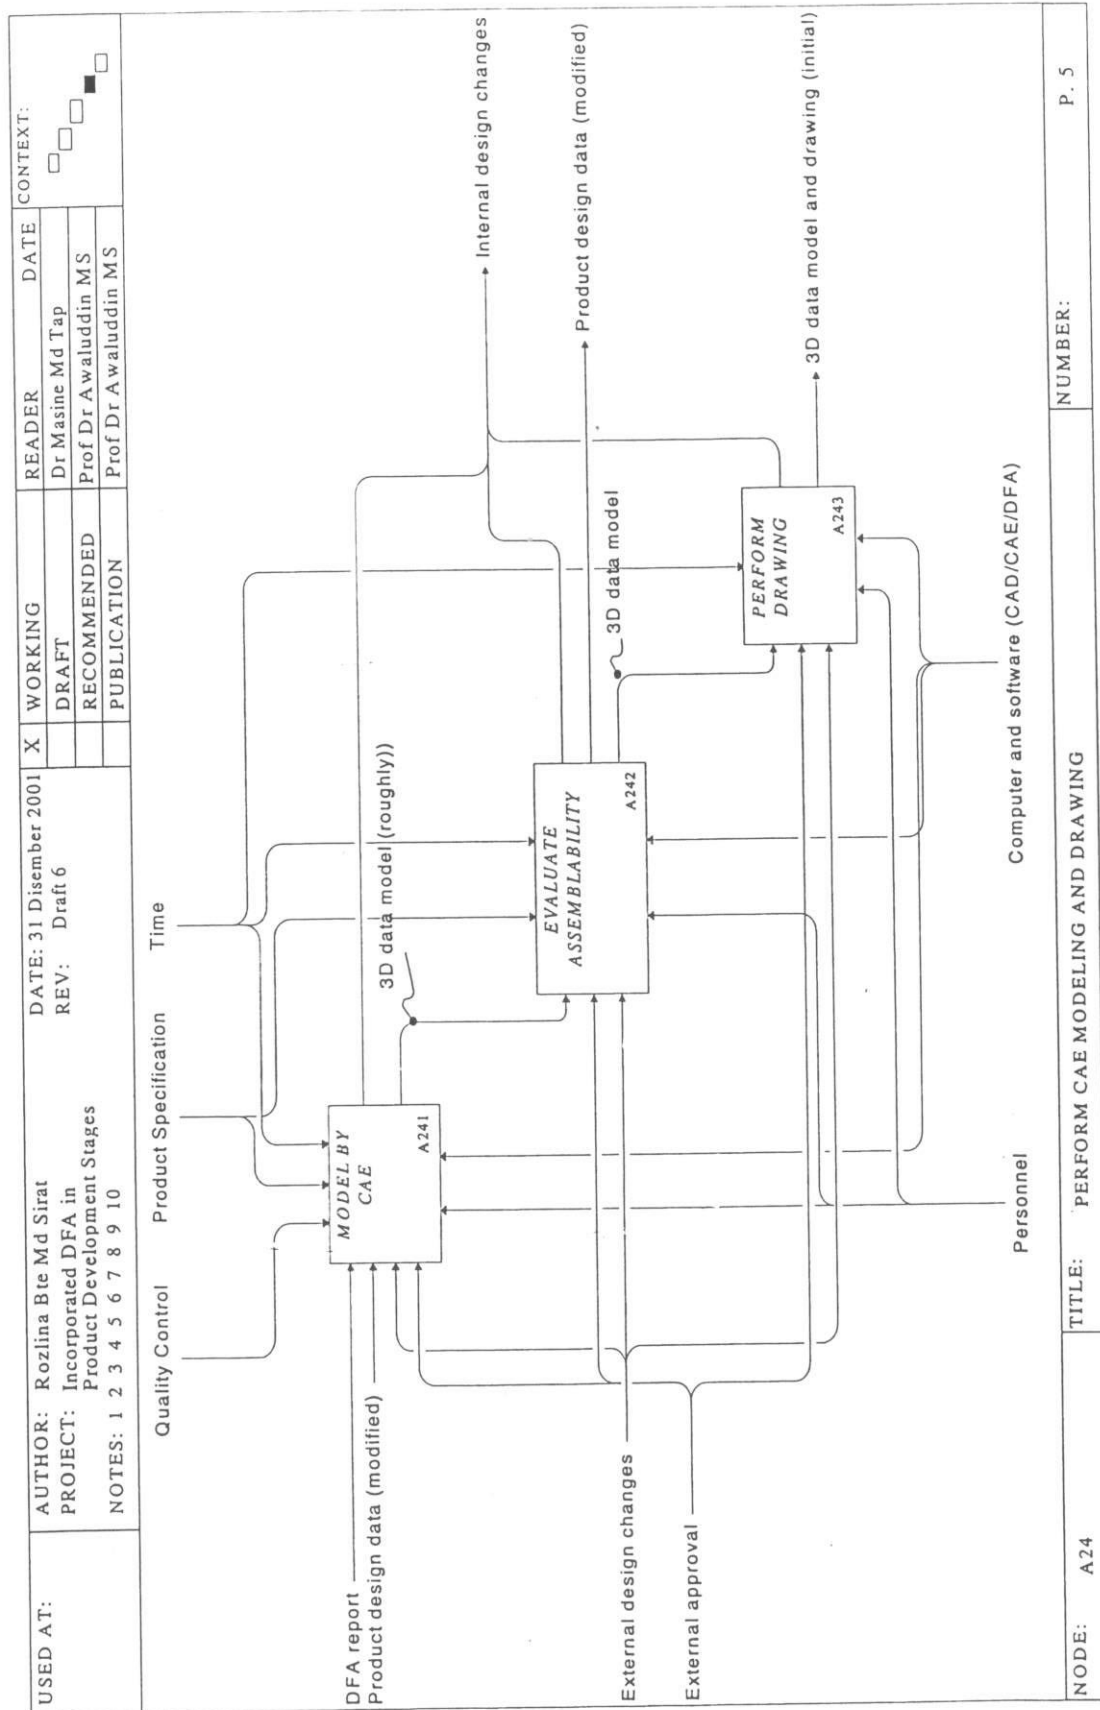 USED AT:
AUTHOR: Rozlina Bte Md Sirat
PROJECT: Incorporated DFA in
Product Development Stages
NOTES: 1 2 3 4 5 6 7 8 9 10
DATE: 31 Disember 2001
REV: Draft 6
X WORKING
DRAFT
RECOMMENDED
PUBLICATION
READER DATE
Dr Masine Md Tap
Prof Dr Awaluddin MS
Prof Dr Awaluddin MS
CONTEXT:
Quality Control
Product Specification
Time
DFA report
Product design data (modified)
External design changes
External approval
MODEL BY
CAE
A241
3D data model (roughly))
EVALUATE
ASSEMBLABILITY
A242
3D data model
PERFORM
DRAWING
A243
Internal design changes
Product design data (modified)
3D data model and drawing (initial)
Personnel
Computer and software (CAD/CAE/DFA)
NODE: A24
TITLE: PERFORM CAE MODELING AND DRAWING
NUMBER: P. 5